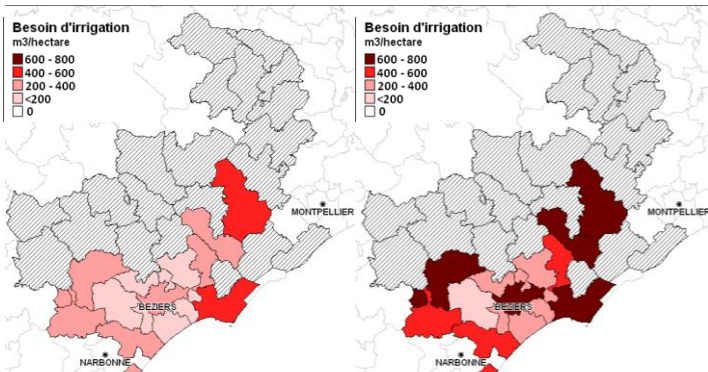 Besoin d'irrigation
m3/hectare
600 - 800
400 - 600
200 - 400
<200
0
MONTPELLIER
BEZIERS
NARBONNE
Besoin d'irrigation
m3/hectare
600 - 800
400 - 600
200 - 400
<200
0
MONTPELLIER
BEZIERS
NARBONNE